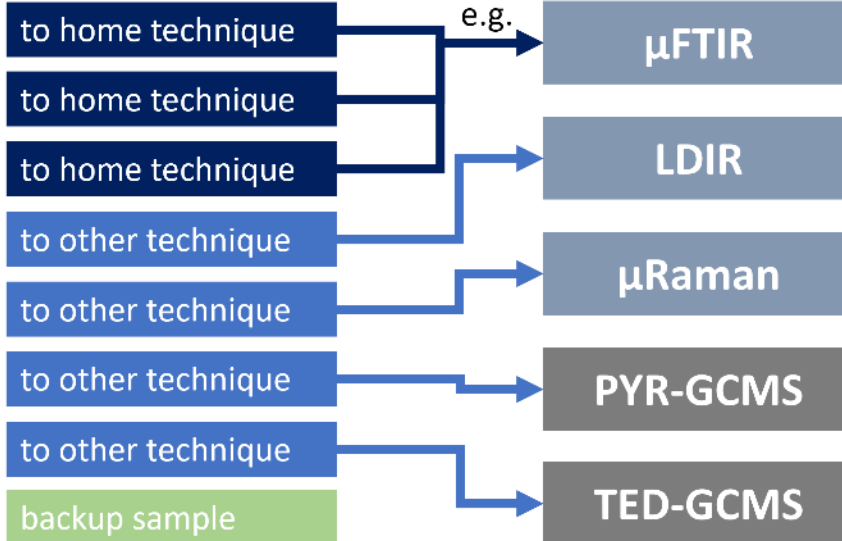 to home technique
to home technique
to home technique
to other technique
to other technique
to other technique
to other technique
backup sample
e.g.
µFTIR
LDIR
µRaman
PYR-GCMS
TED-GCMS